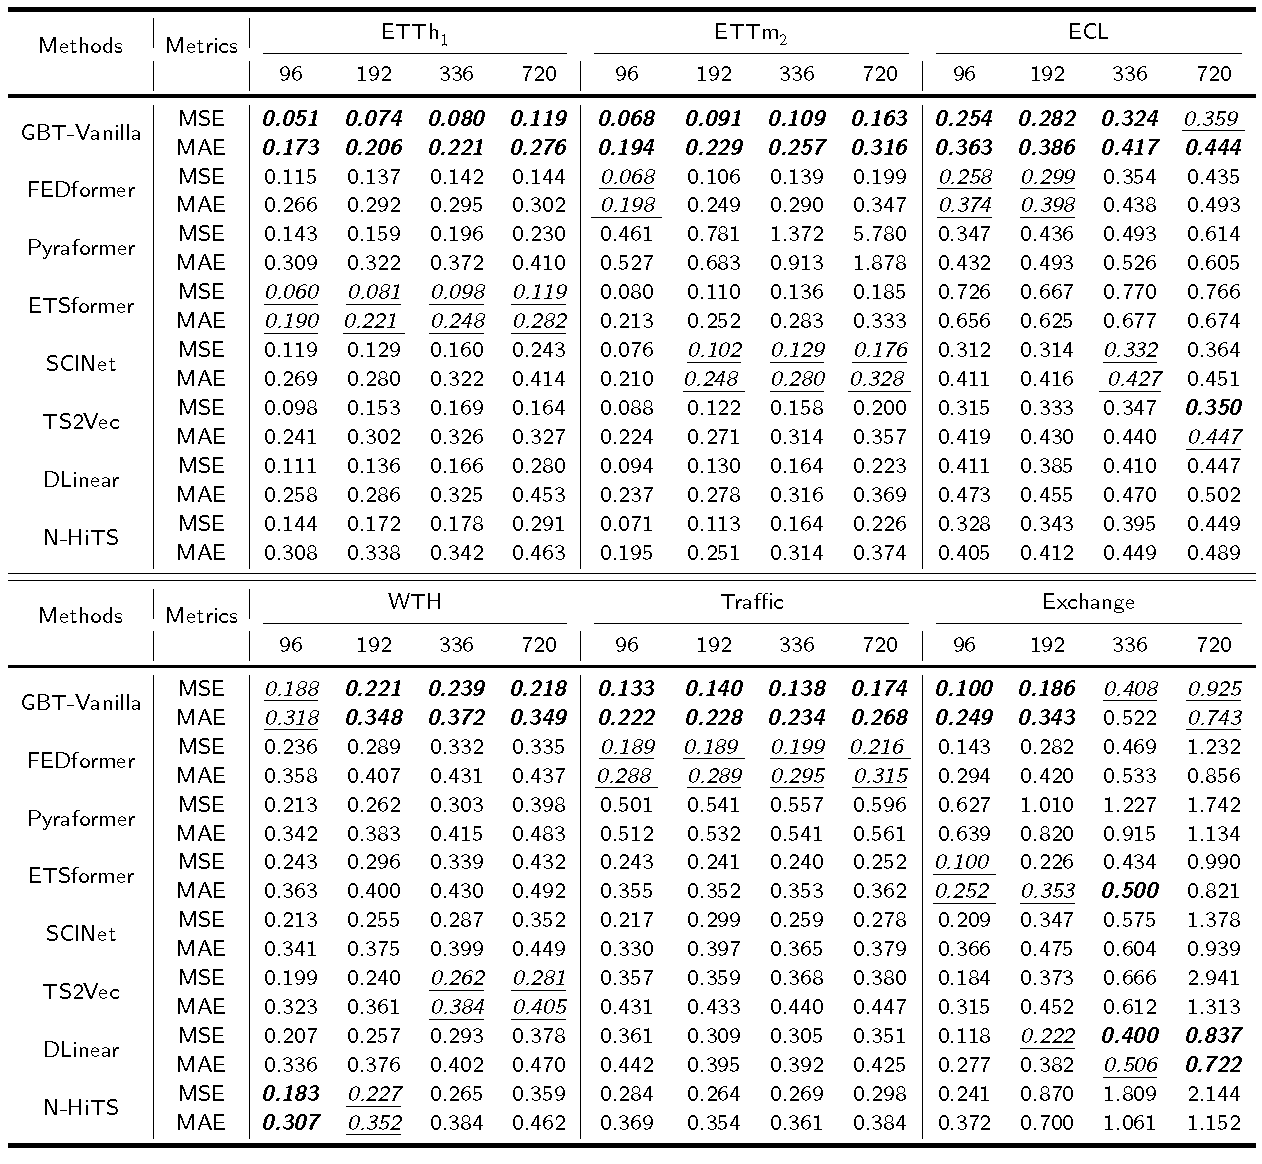 Methods Metrics ETTh1 ETTm2 ECL
96 192 336 720 96 192 336 720 96 192 336 720
GBT-Vanilla MSE 0.051 0.074 0.080 0.119 0.068 0.091 0.109 0.163 0.254 0.282 0.324 0.359
MAE 0.173 0.206 0.221 0.276 0.194 0.229 0.257 0.316 0.363 0.386 0.417 0.444
FEDformer MSE 0.115 0.137 0.142 0.144 0.068 0.106 0.139 0.199 0.258 0.299 0.354 0.435
MAE 0.266 0.292 0.295 0.302 0.198 0.249 0.290 0.347 0.374 0.398 0.438 0.493
Pyraformer MSE 0.143 0.159 0.196 0.230 0.461 0.781 1.372 5.780 0.347 0.436 0.493 0.614
MAE 0.309 0.322 0.372 0.410 0.527 0.683 0.913 1.878 0.432 0.493 0.526 0.605
ETSformer MSE 0.060 0.081 0.098 0.119 0.080 0.110 0.136 0.185 0.726 0.667 0.770 0.766
MAE 0.190 0.221 0.248 0.282 0.213 0.252 0.283 0.333 0.656 0.625 0.677 0.674
SCINet MSE 0.119 0.129 0.160 0.243 0.076 0.102 0.129 0.176 0.312 0.314 0.332 0.364
MAE 0.269 0.280 0.322 0.414 0.210 0.248 0.280 0.328 0.411 0.416 0.427 0.451
TS2Vec MSE 0.098 0.153 0.169 0.164 0.088 0.122 0.158 0.200 0.315 0.333 0.347 0.350
MAE 0.241 0.302 0.326 0.327 0.224 0.271 0.314 0.357 0.419 0.430 0.440 0.447
DLinear MSE 0.111 0.136 0.166 0.280 0.094 0.130 0.164 0.223 0.411 0.385 0.410 0.447
MAE 0.258 0.286 0.325 0.453 0.237 0.278 0.316 0.369 0.473 0.455 0.470 0.502
N-HiTS MSE 0.144 0.172 0.178 0.291 0.071 0.113 0.164 0.226 0.328 0.343 0.395 0.449
MAE 0.308 0.338 0.342 0.463 0.195 0.251 0.314 0.374 0.405 0.412 0.449 0.489
Methods Metrics WTH Traffic Exchange
96 192 336 720 96 192 336 720 96 192 336 720
GBT-Vanilla MSE 0.188 0.221 0.239 0.218 0.133 0.140 0.138 0.174 0.100 0.186 0.408 0.925
MAE 0.318 0.348 0.372 0.349 0.222 0.228 0.234 0.268 0.249 0.343 0.522 0.743
FEDformer MSE 0.236 0.289 0.332 0.335 0.189 0.189 0.199 0.216 0.143 0.282 0.469 1.232
MAE 0.358 0.407 0.431 0.437 0.288 0.289 0.295 0.315 0.294 0.420 0.533 0.856
Pyraformer MSE 0.213 0.262 0.303 0.398 0.501 0.541 0.557 0.596 0.627 1.010 1.227 1.742
MAE 0.342 0.383 0.415 0.483 0.512 0.532 0.541 0.561 0.639 0.820 0.915 1.134
ETSformer MSE 0.243 0.296 0.339 0.432 0.243 0.241 0.240 0.252 0.100 0.226 0.434 0.990
MAE 0.363 0.400 0.430 0.492 0.355 0.352 0.353 0.362 0.252 0.353 0.500 0.821
SCINet MSE 0.213 0.255 0.287 0.352 0.217 0.299 0.259 0.278 0.209 0.347 0.575 1.378
MAE 0.341 0.375 0.399 0.449 0.330 0.397 0.365 0.379 0.366 0.475 0.604 0.939
TS2Vec MSE 0.199 0.240 0.262 0.281 0.357 0.359 0.368 0.380 0.184 0.373 0.666 2.941
MAE 0.323 0.361 0.384 0.405 0.431 0.433 0.440 0.447 0.315 0.452 0.612 1.313
DLinear MSE 0.207 0.257 0.293 0.378 0.361 0.309 0.305 0.351 0.118 0.222 0.400 0.837
MAE 0.336 0.376 0.402 0.470 0.442 0.395 0.392 0.425 0.277 0.382 0.506 0.722
N-HiTS MSE 0.183 0.227 0.265 0.359 0.284 0.264 0.269 0.298 0.241 0.870 1.809 2.144
MAE 0.307 0.352 0.384 0.462 0.369 0.354 0.361 0.384 0.372 0.700 1.061 1.152